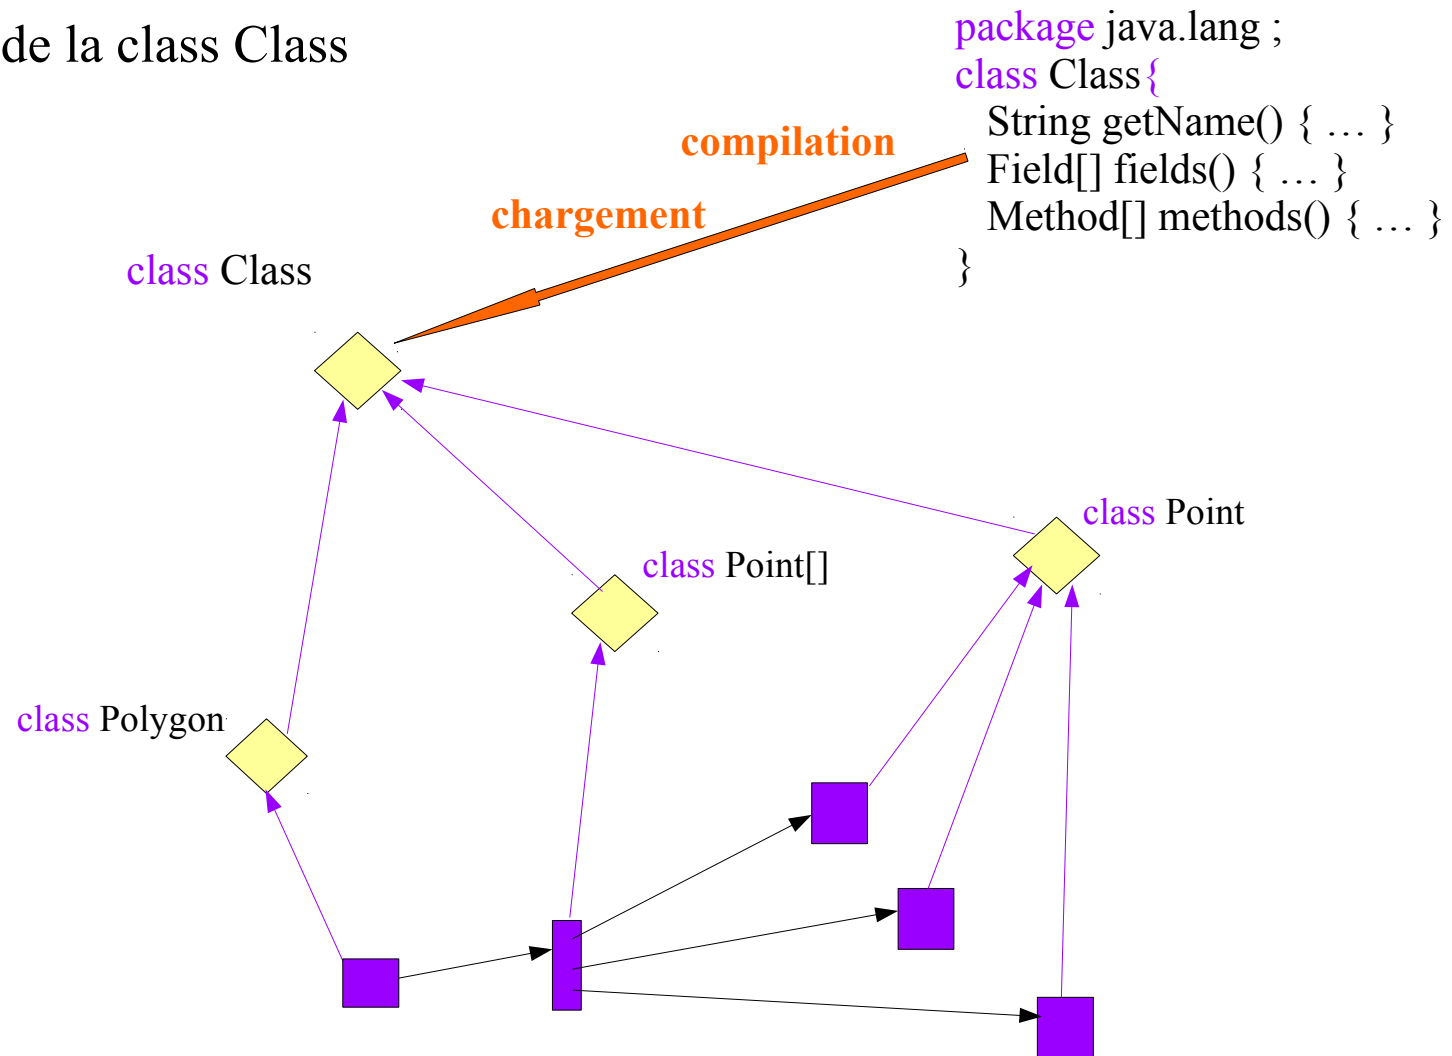 de la class Class
package java.lang ;
class Class{
String getName() { … }
Field[] fields() { … }
Method[] methods() { … }
}
compilation
chargement
class Class
class Point
class Point[]
class Polygon